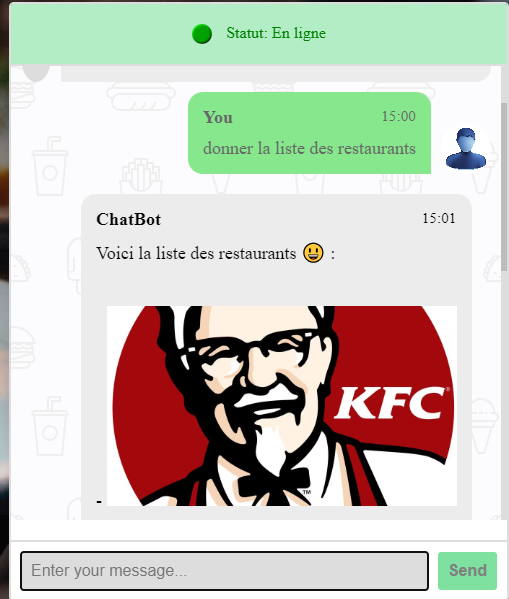 Statut: En ligne
You 15:00
donner la liste des restaurants
ChatBot 15:01
Voici la liste des restaurants 😃 :
- KFC®
™
Enter your message... Send